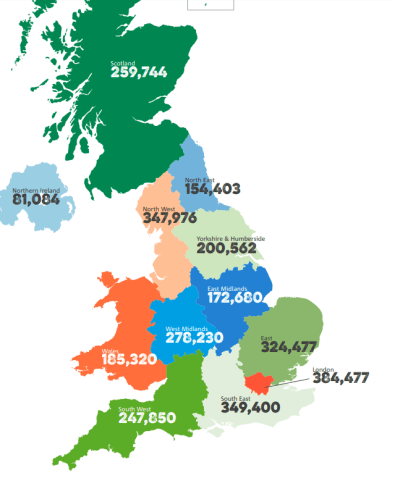 Scotland
259,744
Northern Ireland
81,084
North East
154,403
North West
347,976
Yorkshire & Humberside
200,562
East Midlands
172,680
West Midlands
278,230
East
324,477
Wales
185,320
London
384,477
South East
349,400
South West
247,850